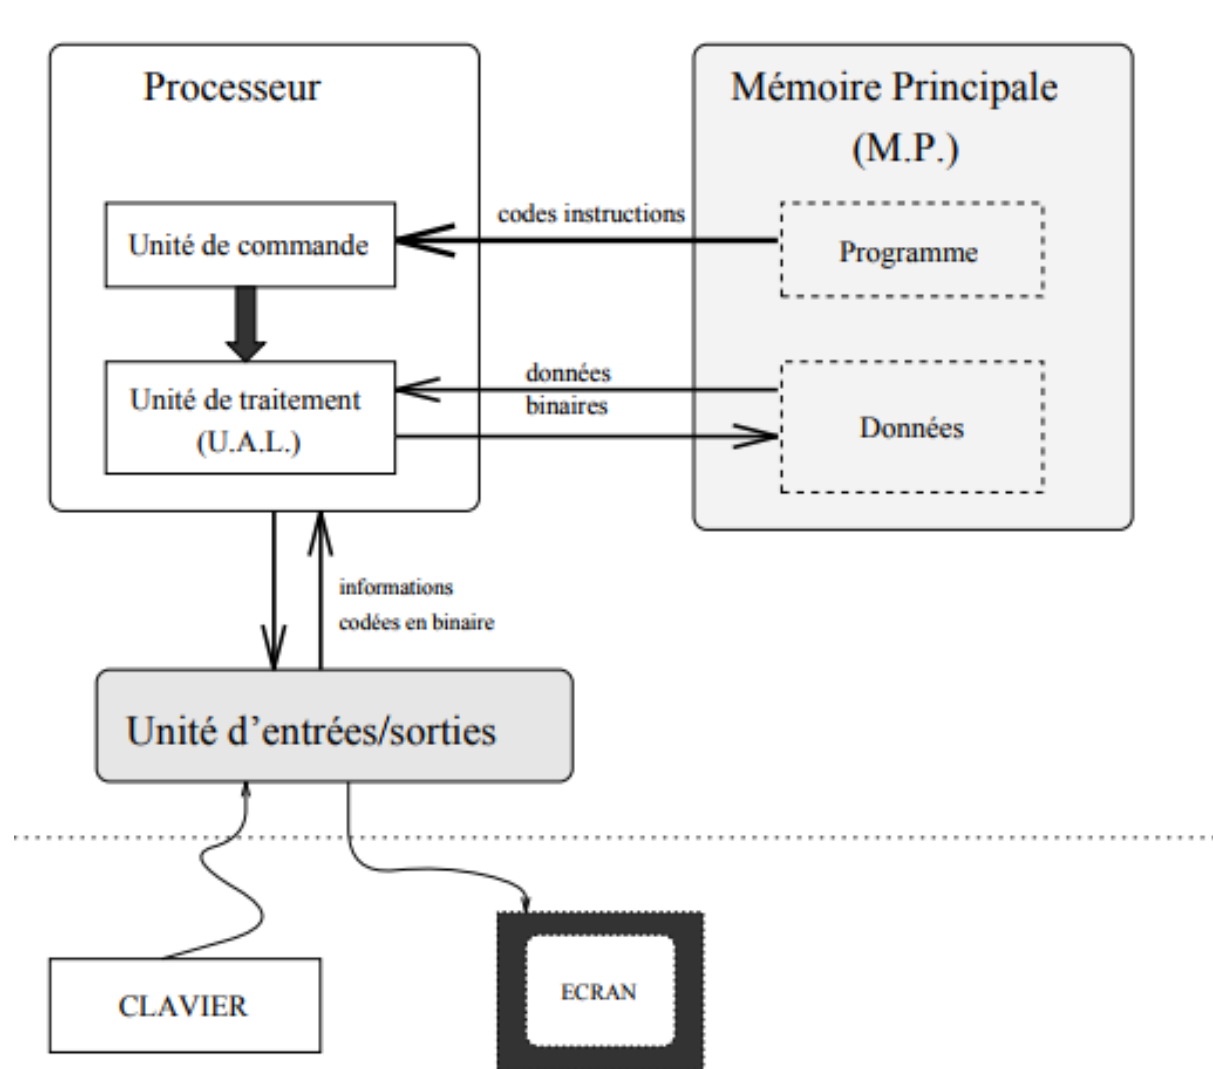 Processeur
Mémoire Principale
(M.P.)
codes instructions
Unité de commande
Programme
données
binaires
Unité de traitement
(U.A.L.)
Données
informations
codées en binaire
Unité d'entrées/sorties
CLAVIER
ECRAN